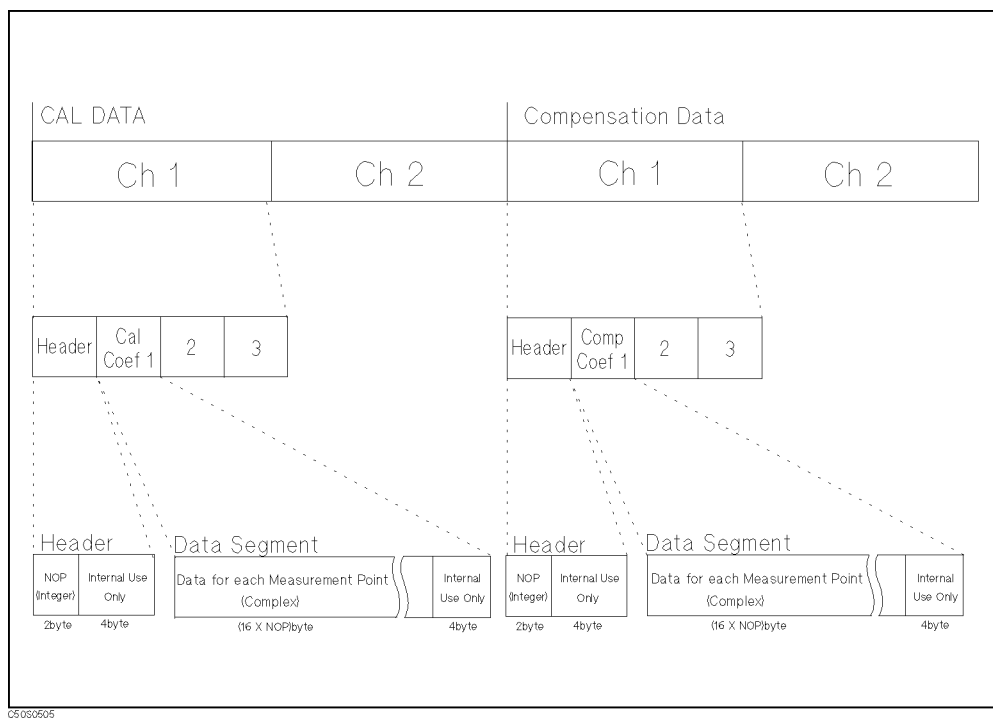 CAL DATA
Compensation Data
Ch 1
Ch 2
Ch 1
Ch 2
Header
Cal
Coef 1
2
3
Header
Comp
Coef 1
2
3
Header
Data Segment
Header
Data Segment
NOP
(Integer)
Internal Use
Only
Data for each Measurement Point
(Complex)
Internal
Use Only
NOP
(Integer)
Internal Use
Only
Data for each Measurement Point
(Complex)
Internal
Use Only
2byte
4byte
(16 X NOP)byte
4byte
2byte
4byte
(16 X NOP)byte
4byte
C50S0505